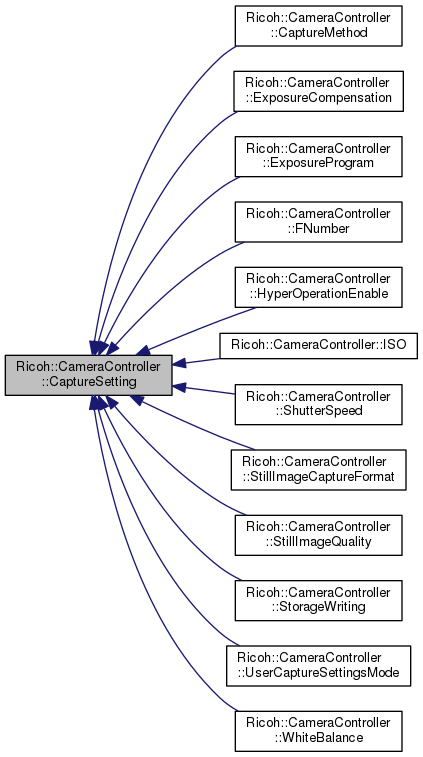 Ricoh::CameraController
::CaptureMethod
Ricoh::CameraController
::ExposureCompensation
Ricoh::CameraController
::ExposureProgram
Ricoh::CameraController
::FNumber
Ricoh::CameraController
::HyperOperationEnable
Ricoh::CameraController::ISO
Ricoh::CameraController
::CaptureSetting
Ricoh::CameraController
::ShutterSpeed
Ricoh::CameraController
::StillImageCaptureFormat
Ricoh::CameraController
::StillImageQuality
Ricoh::CameraController
::StorageWriting
Ricoh::CameraController
::UserCaptureSettingsMode
Ricoh::CameraController
::WhiteBalance